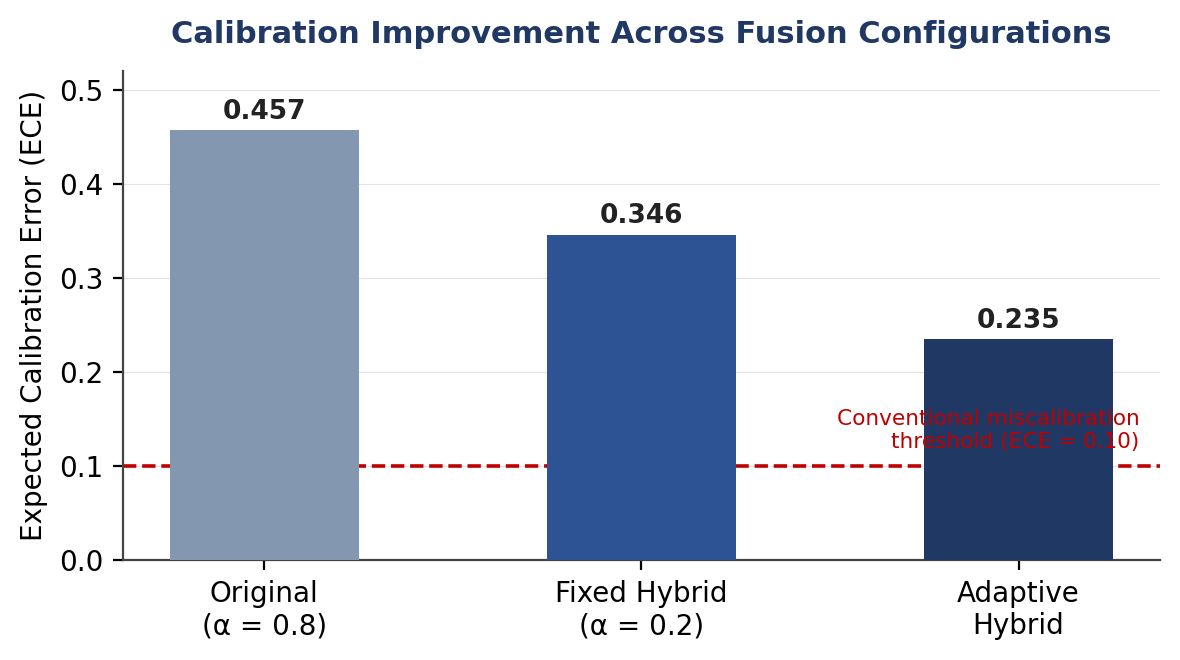 Calibration Improvement Across Fusion Configurations
Expected Calibration Error (ECE)
0.5
0.4
0.3
0.2
0.1
0.0
0.457
0.346
0.235
Conventional miscalibration
threshold (ECE = 0.10)
Original
(α = 0.8)
Fixed Hybrid
(α = 0.2)
Adaptive
Hybrid